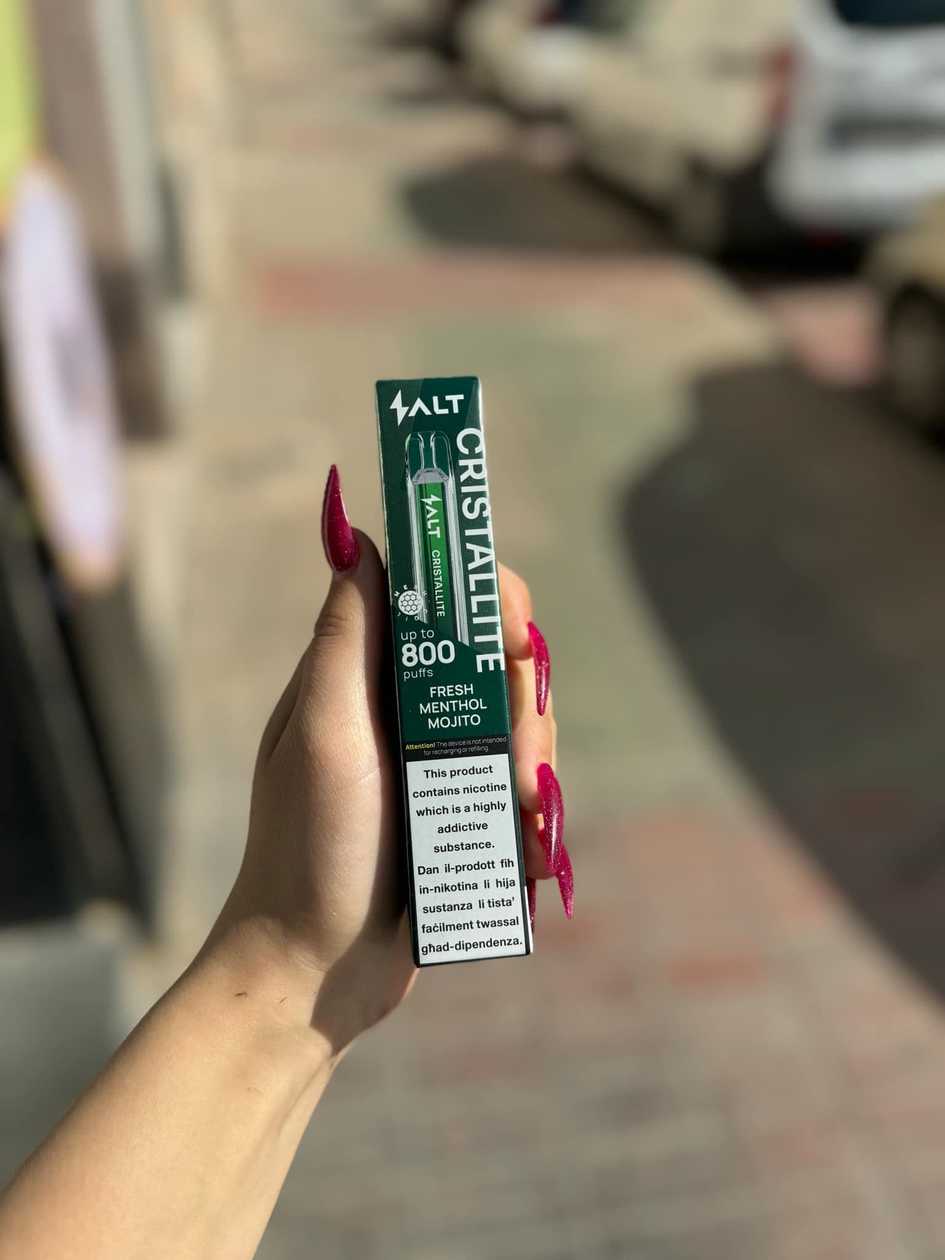 SALT
CRISTALLITE
SALT CRISTALLITE
up to
800
puffs
FRESH
MENTHOL
MOJITO
Attention! The device is not intended
for recharging or refilling.
This product
contains nicotine
which is a highly
addictive
substance.
Dan il-prodott fih
in-nikotina li hija
sustanza li tista'
faċilment twassal
għad-dipendenza.